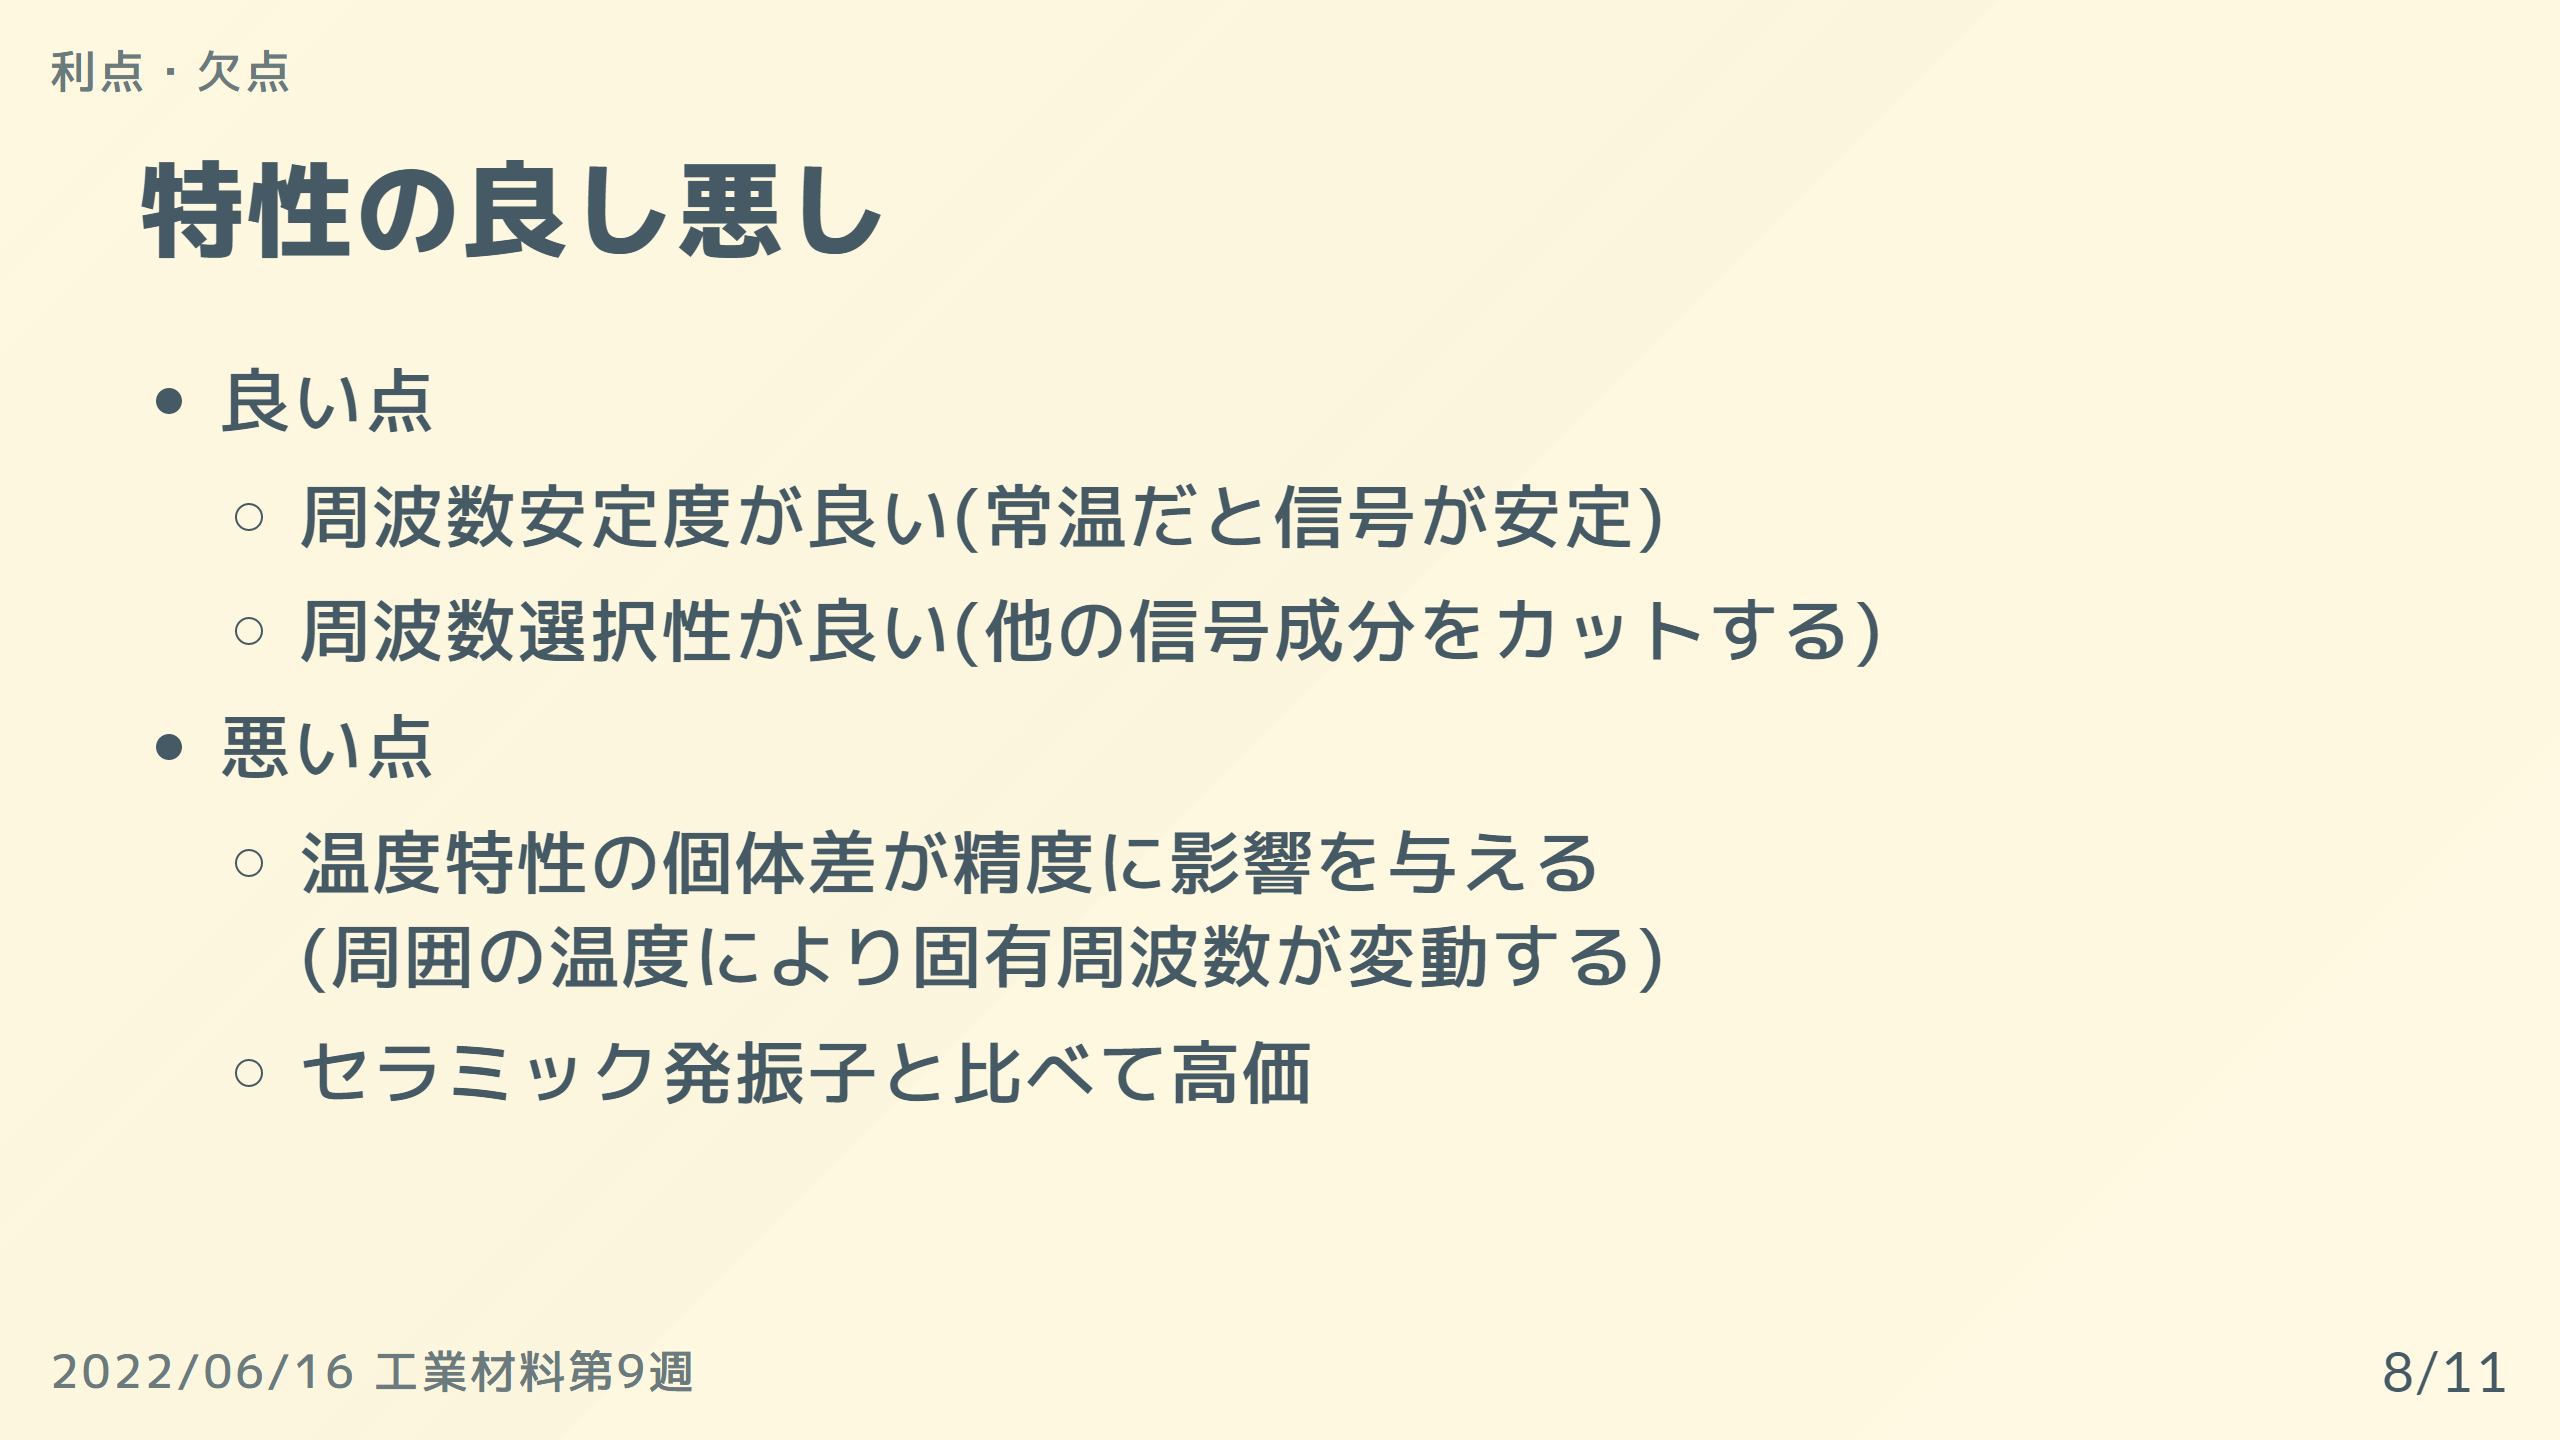 利点・欠点
特性の良し悪し
• 良い点
○ 周波数安定度が良い(常温だと信号が安定)
○ 周波数選択性が良い(他の信号成分をカットする)
• 悪い点
○ 温度特性の個体差が精度に影響を与える
(周囲の温度により固有周波数が変動する)
○ セラミック発振子と比べて高価
2022/06/16 工業材料第9週
8/11